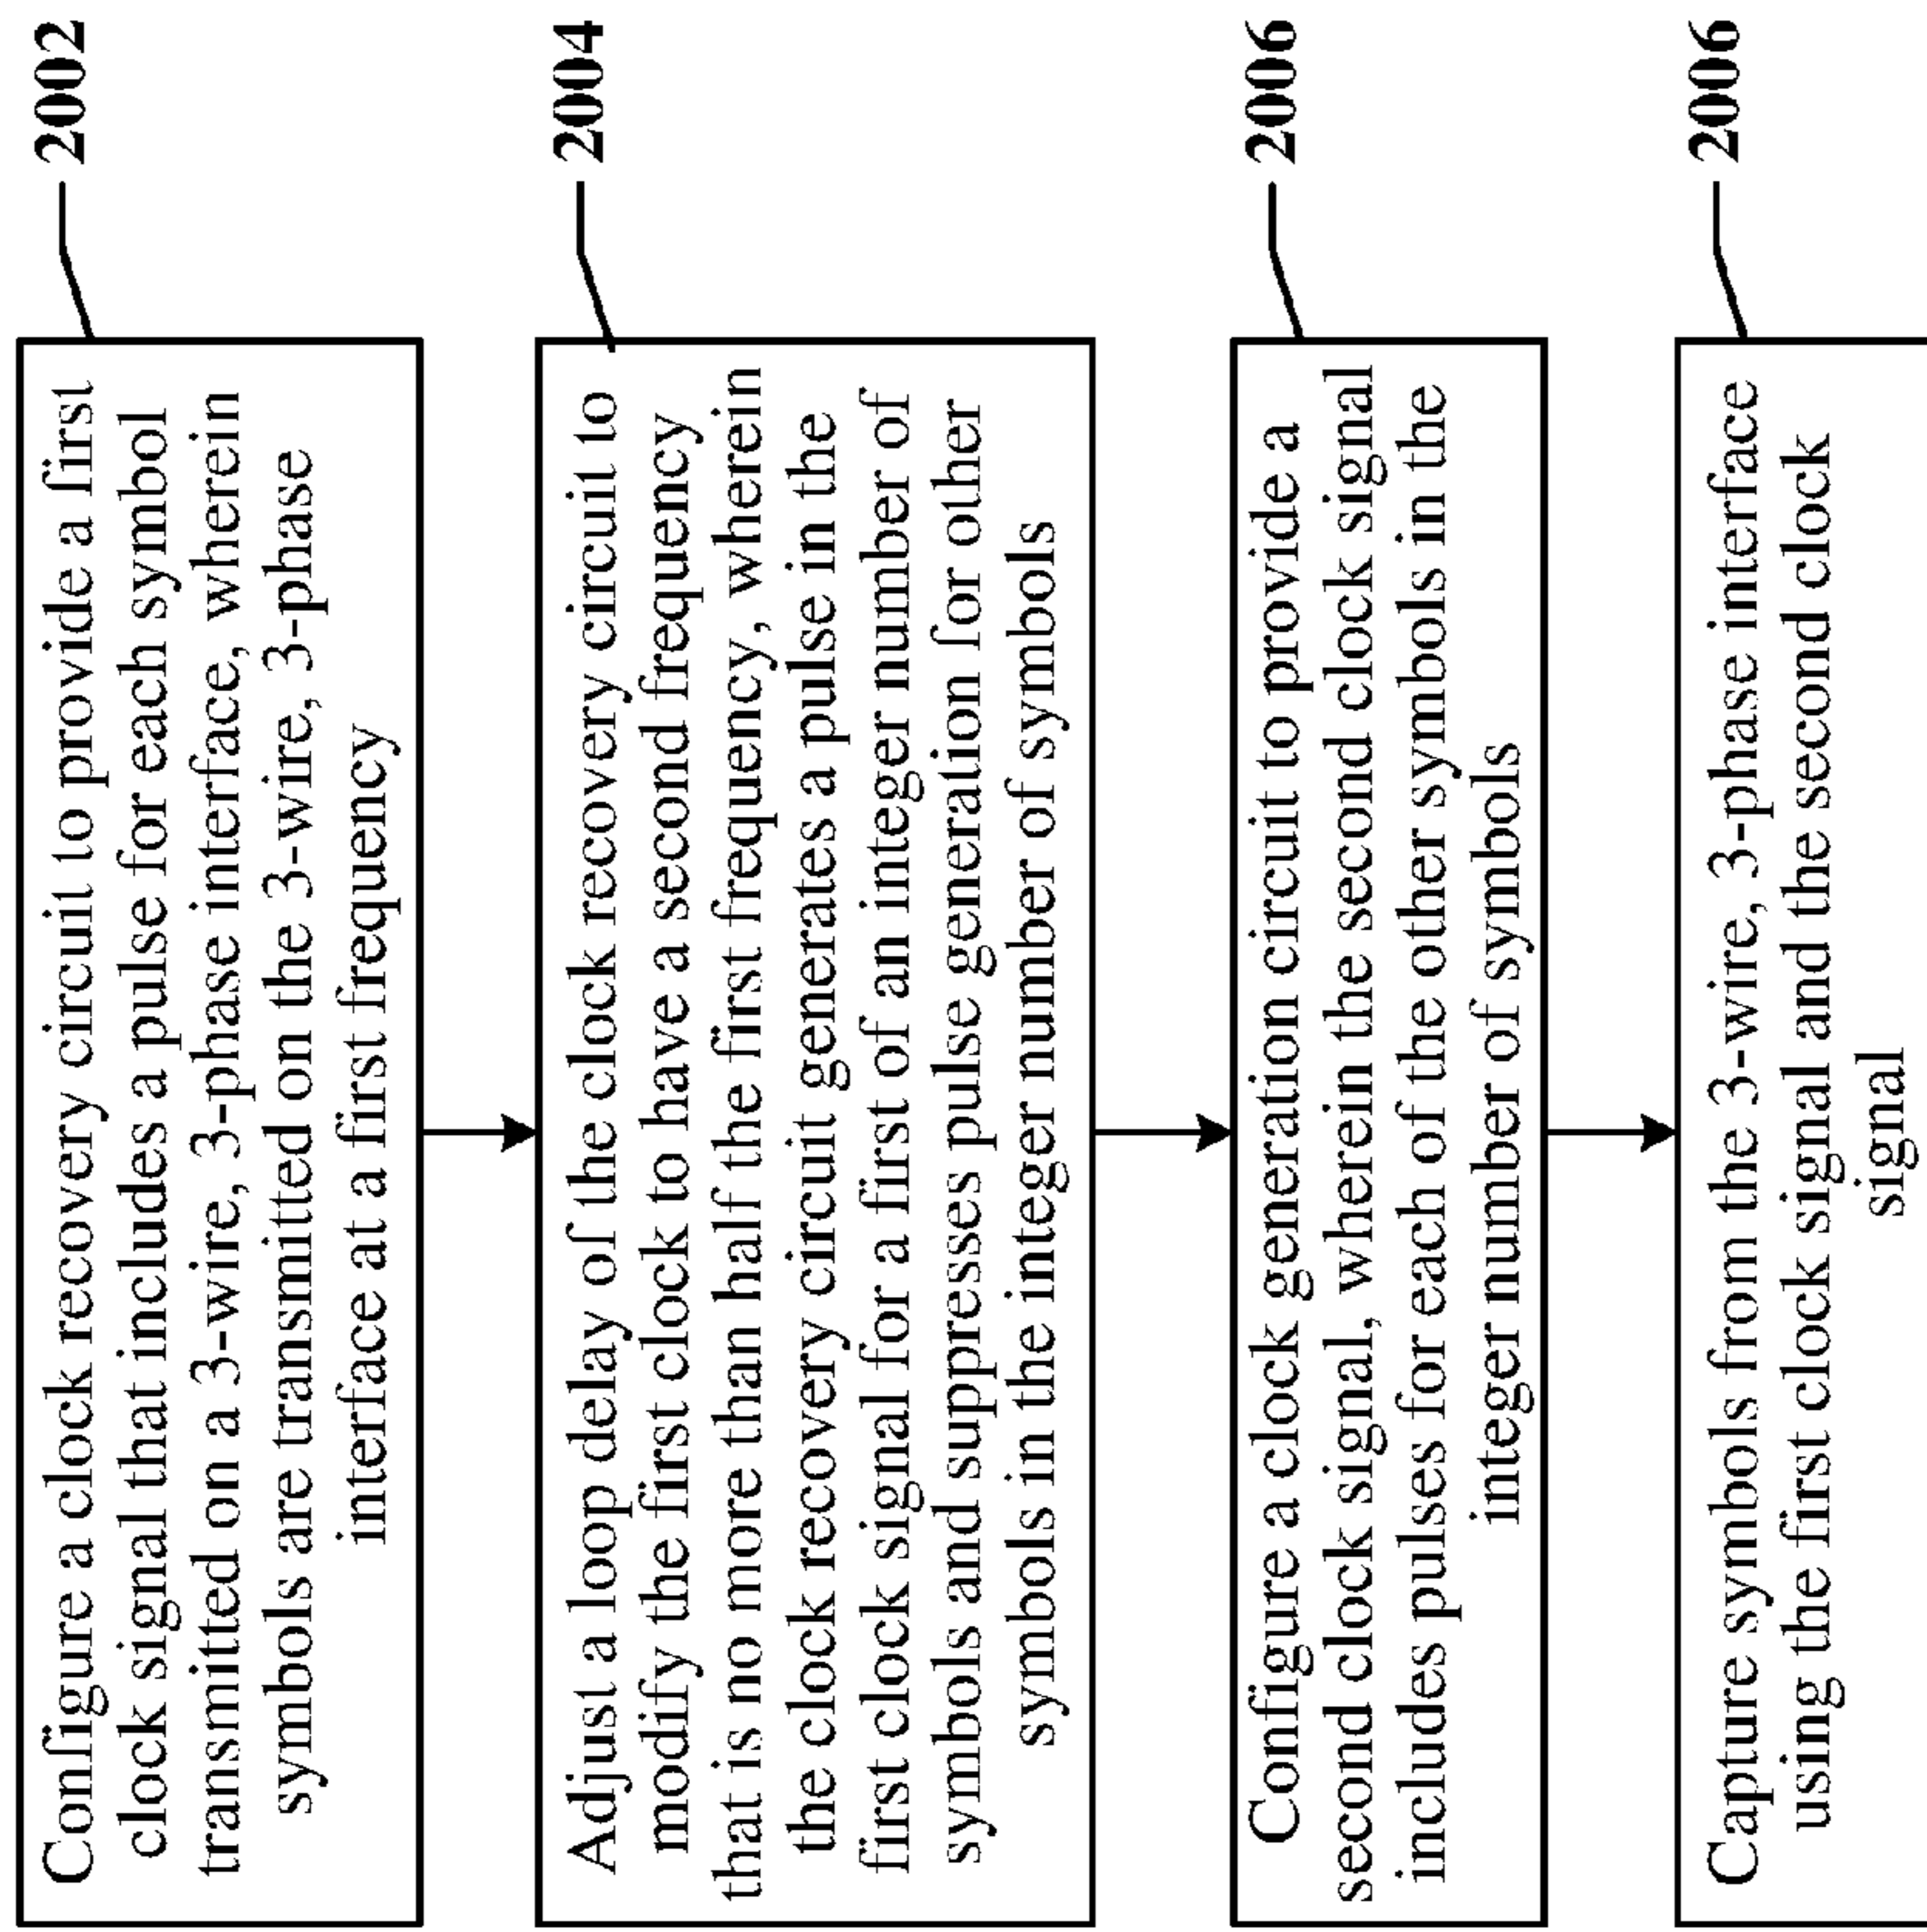 Configure a clock recovery circuit to provide a first
clock signal that includes a pulse for each symbol
transmitted on a 3-wire, 3-phase interface, wherein
symbols are transmitted on the 3-wire, 3-phase
interface at a first frequency
2002
Adjust a loop delay of the clock recovery circuit to
modify the first clock to have a second frequency
that is no more than half the first frequency, wherein
the clock recovery circuit generates a pulse in the
first clock signal for a first of an integer number of
symbols and suppresses pulse generation for other
symbols in the integer number of symbols
2004
Configure a clock generation circuit to provide a
second clock signal, wherein the second clock signal
includes pulses for each of the other symbols in the
integer number of symbols
2006
Capture symbols from the 3-wire, 3-phase interface
using the first clock signal and the second clock
signal
2006